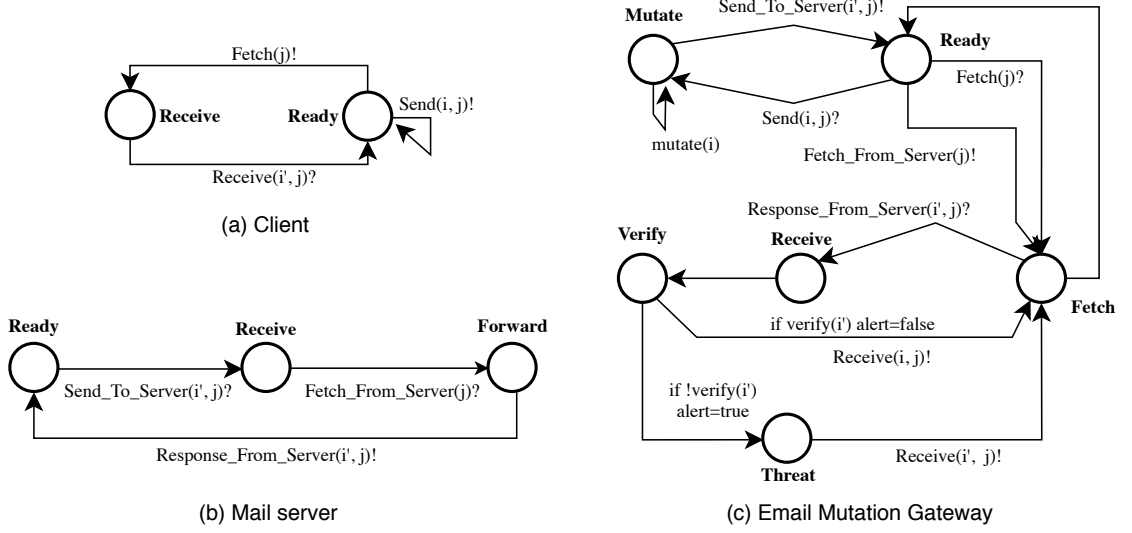 Fetch(j)!
Receive
Ready
Send(i, j)!
Receive(i', j)?
(a) Client
Ready
Receive
Forward
Send_To_Server(i', j)?
Fetch_From_Server(j)?
Response_From_Server(i', j)!
(b) Mail server
Mutate
Send_To_Server(i', j)!
Ready
Fetch(j)?
Send(i, j)?
mutate(i)
Fetch_From_Server(j)!
Response_From_Server(i', j)?
Verify
Receive
Fetch
if verify(i') alert=false
Receive(i, j)!
if !verify(i')
alert=true
Receive(i', j)!
Threat
(c) Email Mutation Gateway